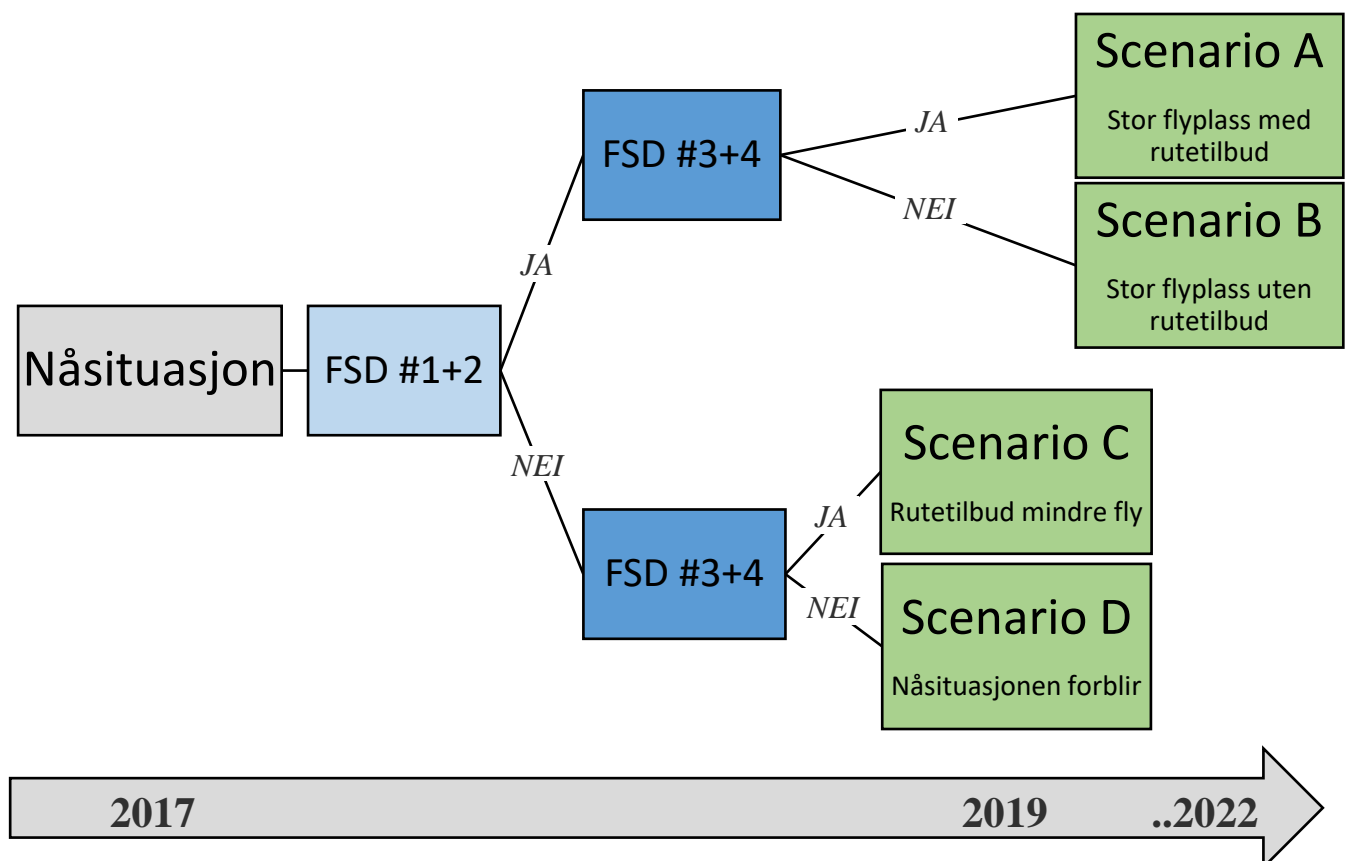 Scenario A
Stor flyplass med
rutetilbud
FSD #3+4
JA
NEI
Scenario B
Stor flyplass uten
rutetilbud
JA
Nåsituasjon
FSD #1+2
NEI
Scenario C
Rutetilbud mindre fly
FSD #3+4
JA
NEI
Scenario D
Nåsituasjonen forblir
2017
2019
..2022